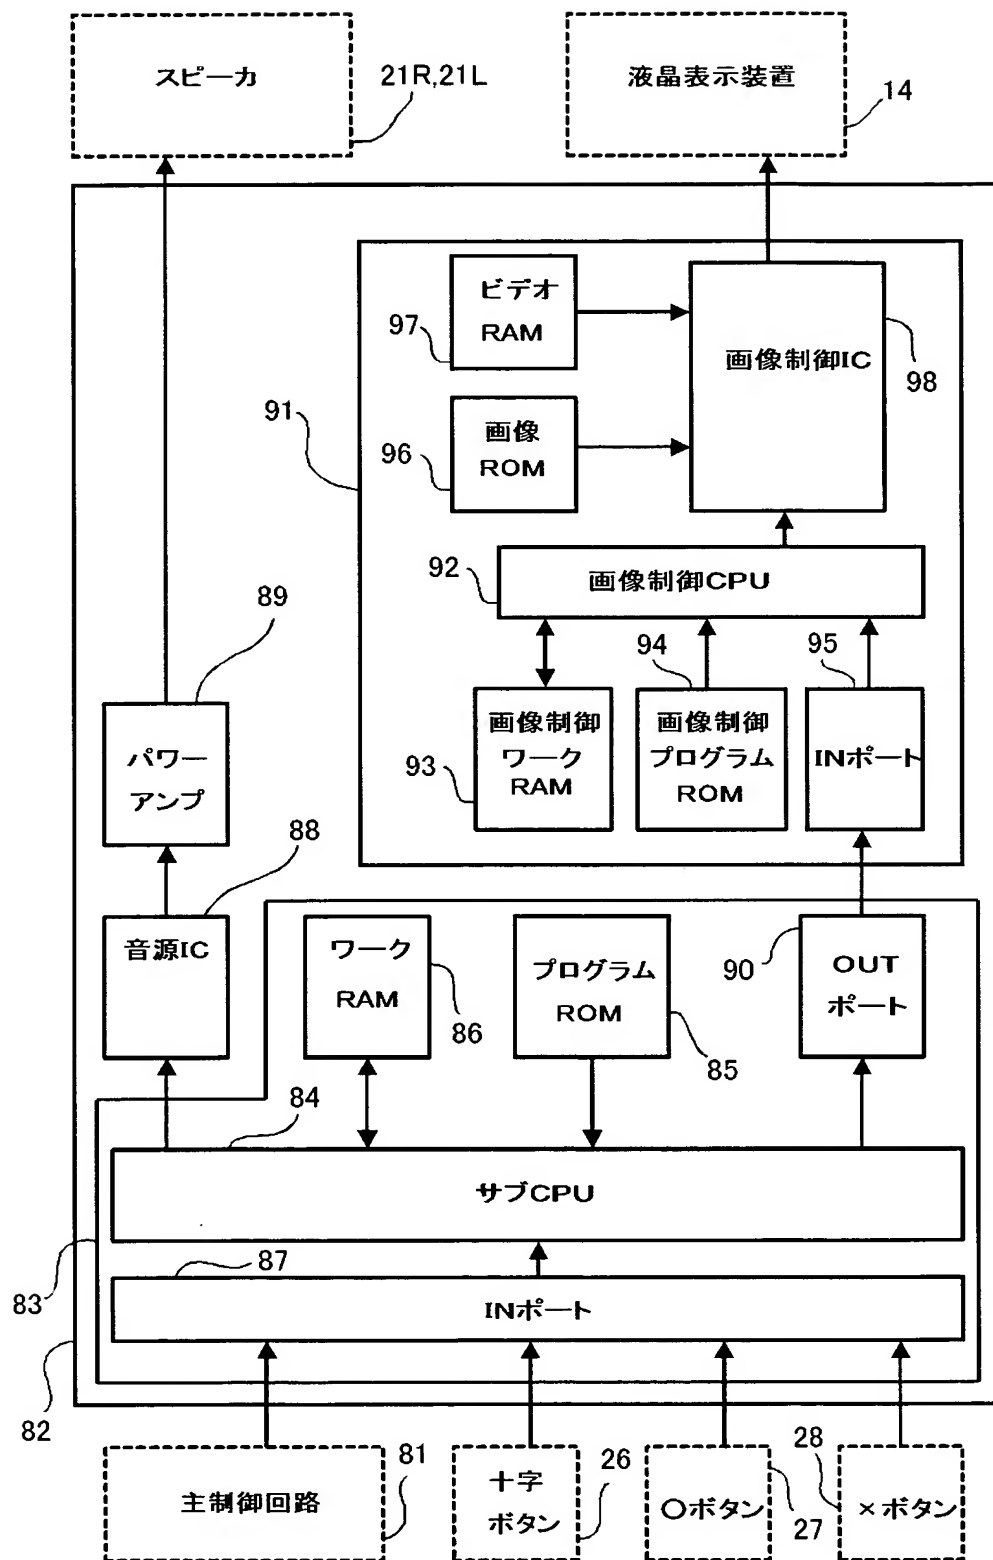 スピーカ
21R,21L
液晶表示装置
14
ビデオ
RAM
97
画像制御IC
98
91
画像
ROM
96
92
画像制御CPU
89
94
95
パワー
アンプ
画像制御
ワーク
RAM
93
画像制御
プログラム
ROM
INポート
88
音源IC
ワーク
RAM
86
プログラム
ROM
85
90
OUT
ポート
84
サブCPU
87
83
INポート
82
主制御回路
81
十字
ボタン
26
○ボタン
27
28
×ボタン